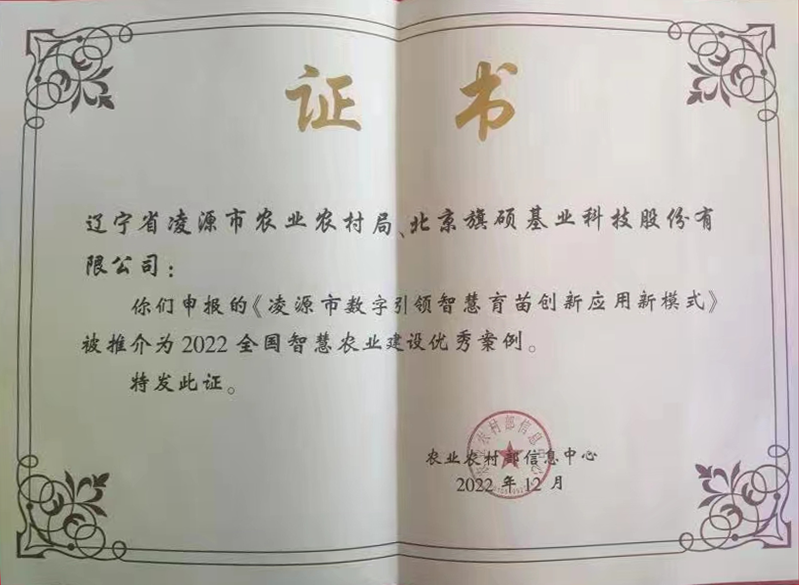 证书
辽宁省凌源市农业农村局、北京旗硕基业科技股份有
限公司：
你们申报的《凌源市数字引领智慧育苗创新应用新模式》
被推介为2022全国智慧农业建设优秀案例。
特发此证。
农业农村部信息中心
2022年12月